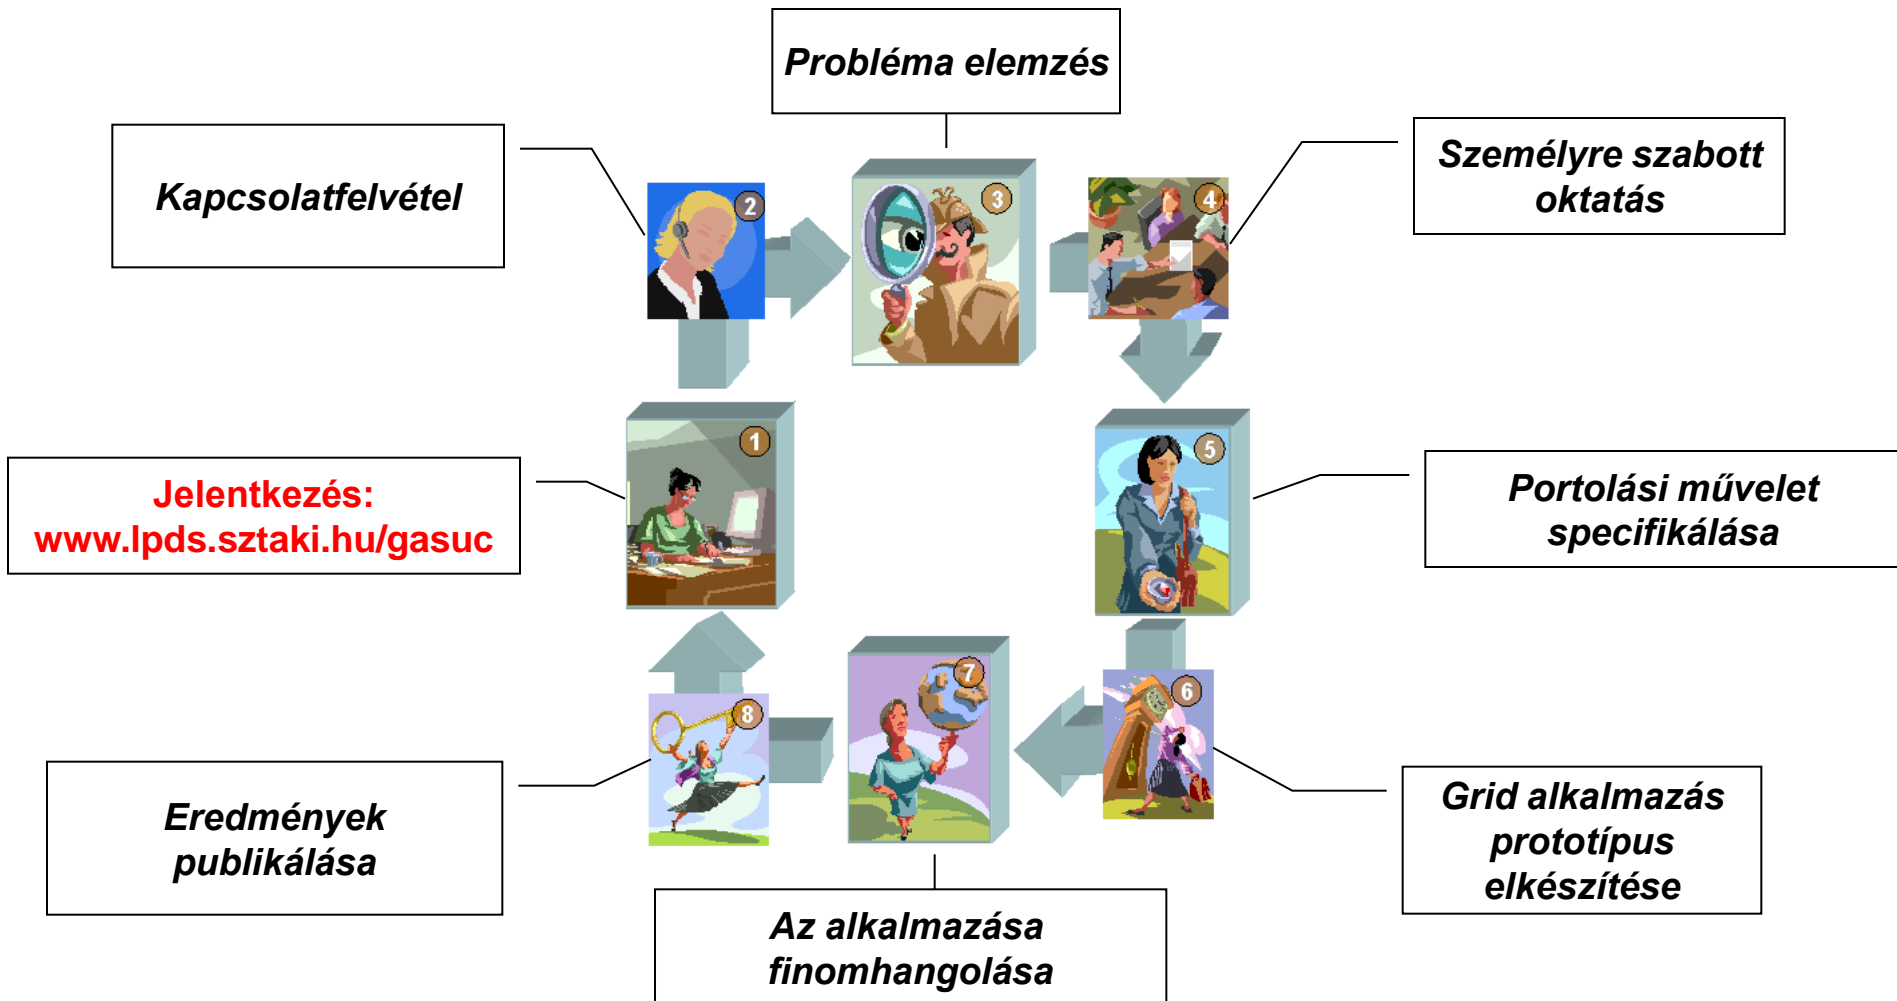 Probléma elemzés
Kapcsolatfelvétel
Személyre szabott
oktatás
2
3
4
Jelentkezés:
www.lpds.sztaki.hu/gasuc
1
5
Portolási művelet
specifikálása
Eredmények
publikálása
8
7
6
Grid alkalmazás
prototípus
elkészítése
Az alkalmazása
finomhangolása